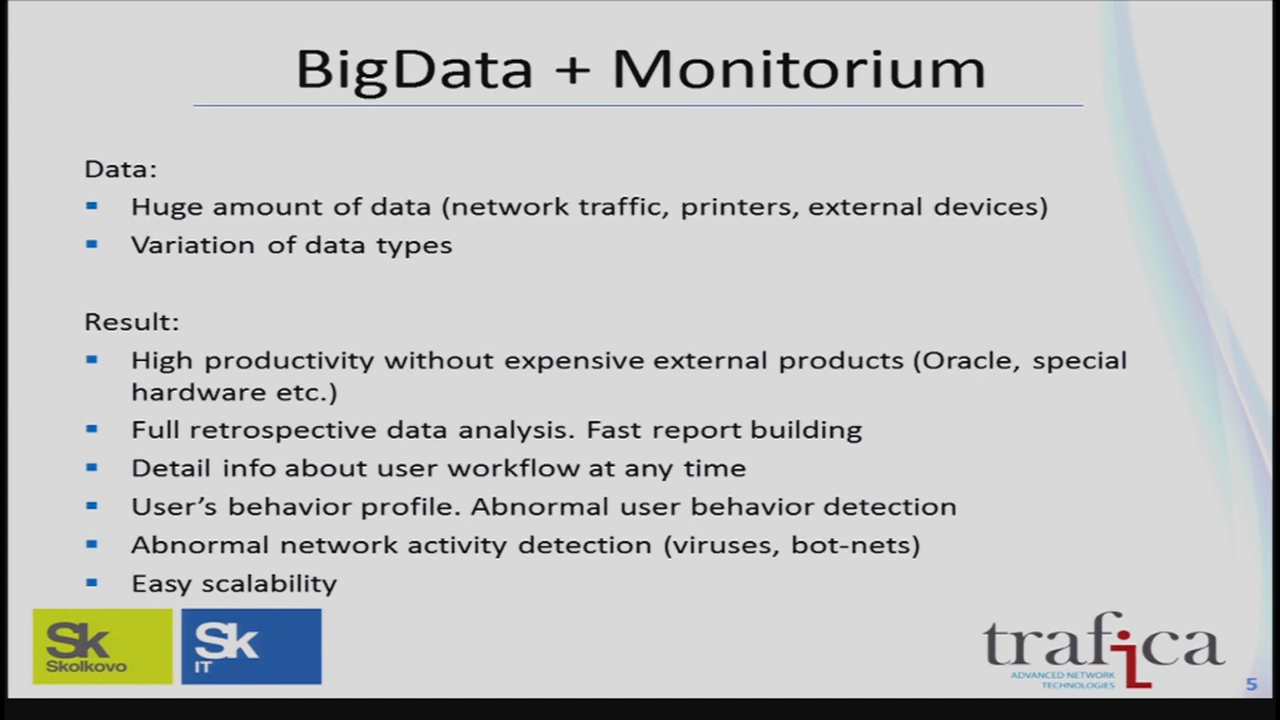 BigData + Monitorium
Data:
Huge amount of data (network traffic, printers, external devices)
Variation of data types
Result:
High productivity without expensive external products (Oracle, special
hardware etc.)
Full retrospective data analysis. Fast report building
Detail info about user workflow at any time
User's behavior profile. Abnormal user behavior detection
Abnormal network activity detection (viruses, bot-nets)
Easy scalability
Sk
Skolkovo
Sk
IT
trafica
ADVANCED NETWORK
TECHNOLOGIES
5